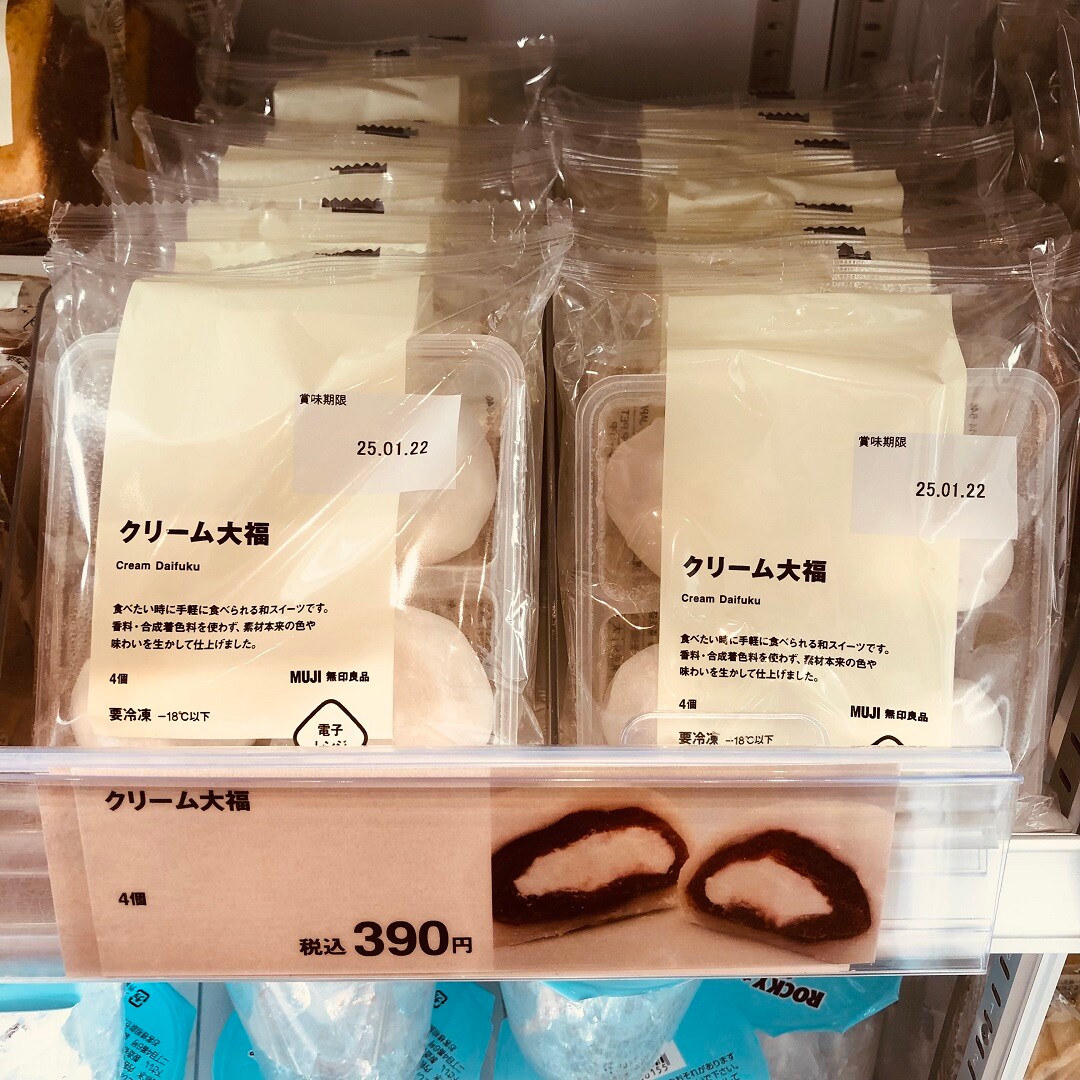 賞味期限
25.01.22
クリーム大福
Cream Daifuku
食べたい時に手軽に食べられる和スイーツです。
香料・合成着色料を使わず、素材本来の色や
味わいを生かして仕上げました。
4個
MUJI 無印良品
要冷凍 −18℃以下
電子
レンジ
賞味期限
25.01.22
クリーム大福
Cream Daifuku
食べたい時に手軽に食べられる和スイーツです。
香料・合成着色料を使わず、素材本来の色や
味わいを生かして仕上げました。
4個
MUJI 無印良品
要冷凍 −18℃以下
クリーム大福
4個
税込 390円
ROCKY